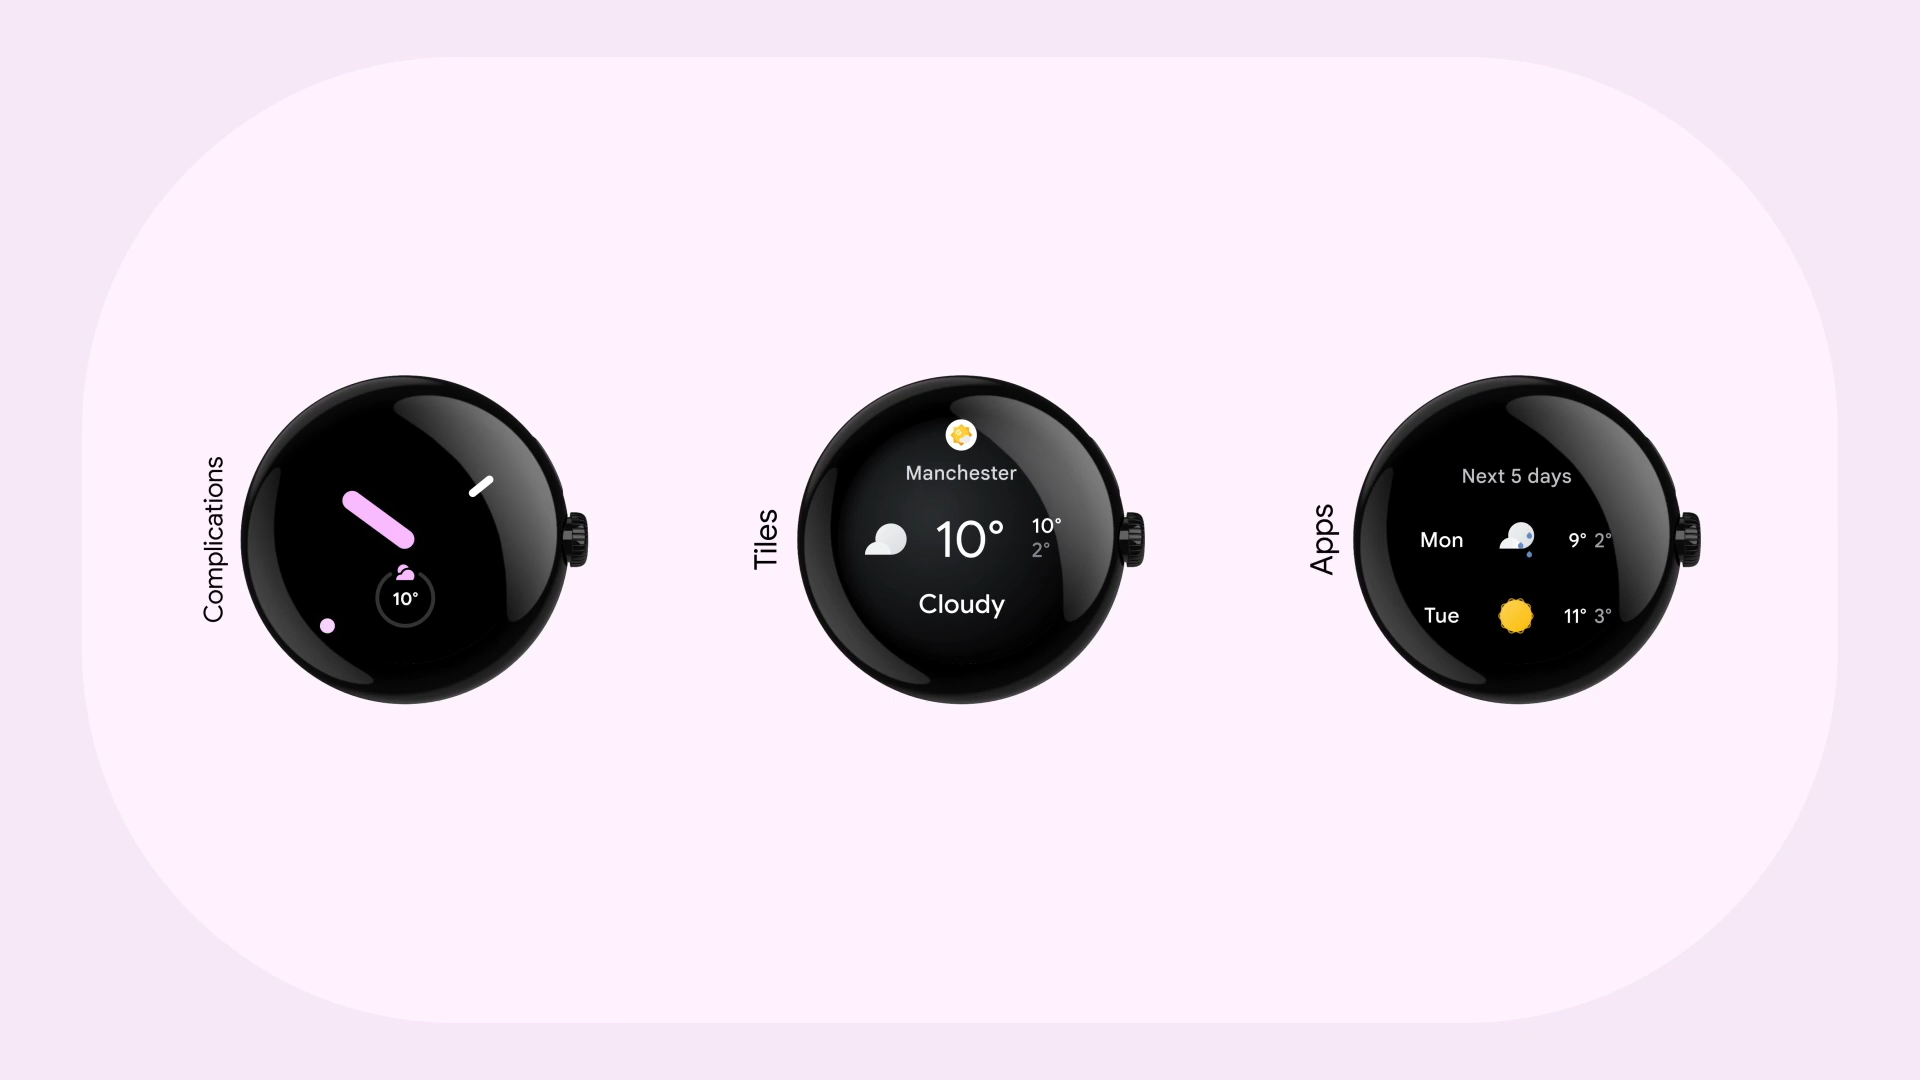 Complications
10°
Tiles
Manchester
10°
10°
2°
Cloudy
Apps
Next 5 days
Mon 9° 2°
Tue 11° 3°